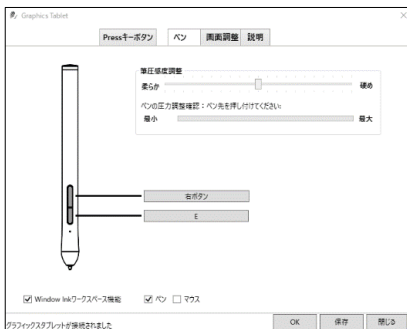 Graphics Tablet
Pressキーボタン ペン 画面調整 説明
筆圧感度調整
柔らか 硬め
ペンの圧力調整確認：ペン先を押し付けてください:
最小 最大
右ボタン
E
Window Inkワークスペース機能 ペン マウス
グラフィックスタブレットが接続されました OK 保存 閉じる